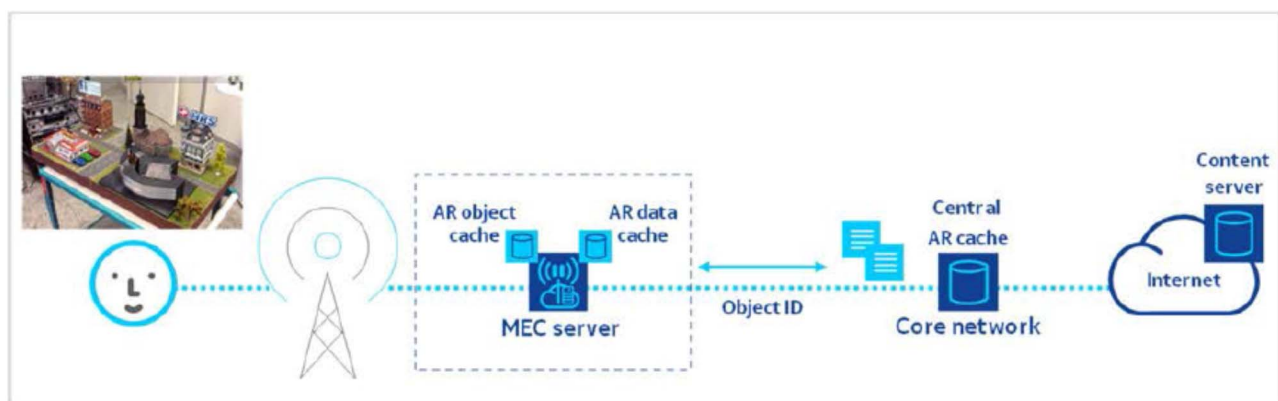 AR object
cache
AR data
cache
MEC server
Object ID
Central
AR cache
Core network
Content
server
Internet